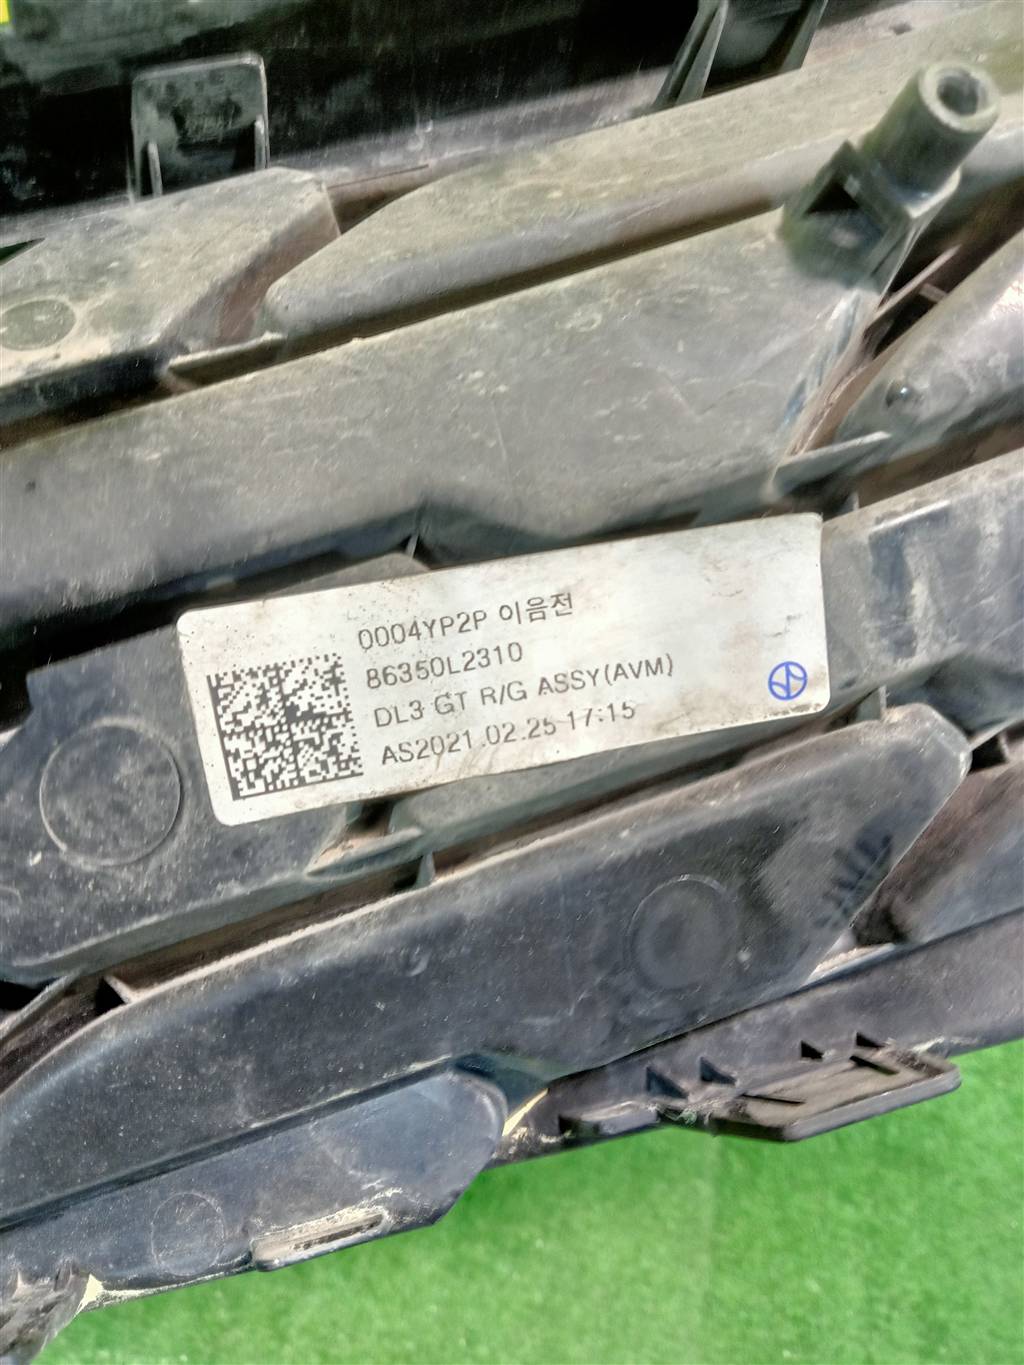 0004YP2P 이음전
86350L2310
DL3 GT R/G ASSY(AVM)
AS2021.02.25 17:15